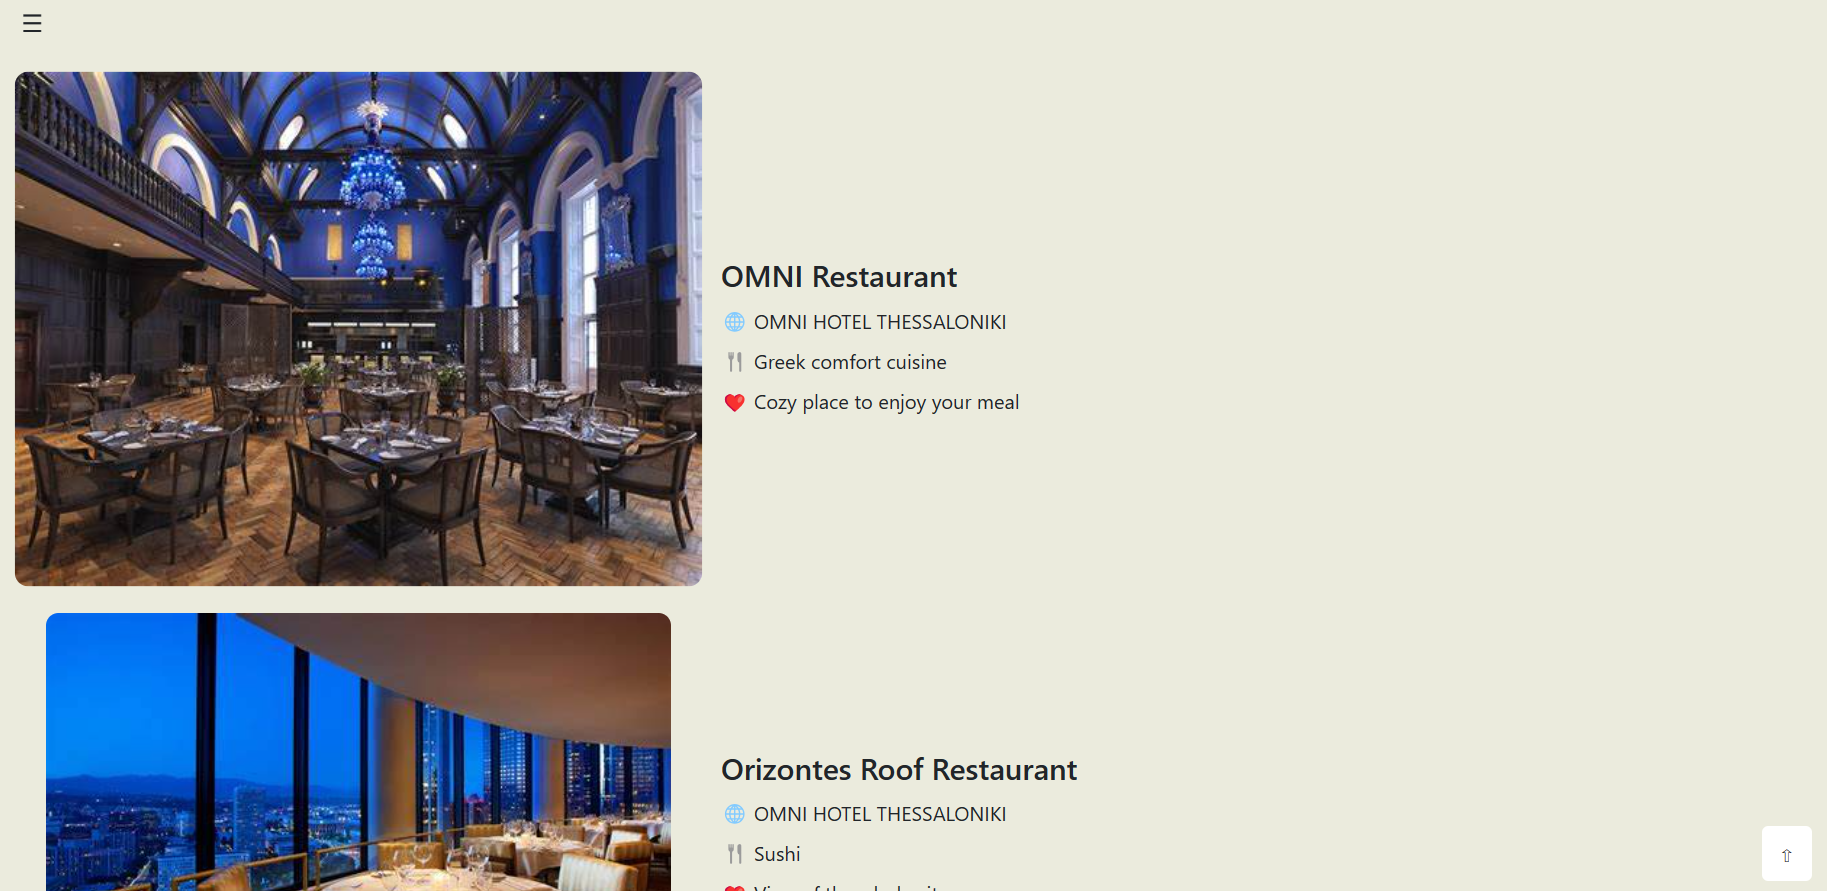 OMNI Restaurant
OMNI HOTEL THESSALONIKI
Greek comfort cuisine
Cozy place to enjoy your meal
Orizontes Roof Restaurant
OMNI HOTEL THESSALONIKI
Sushi